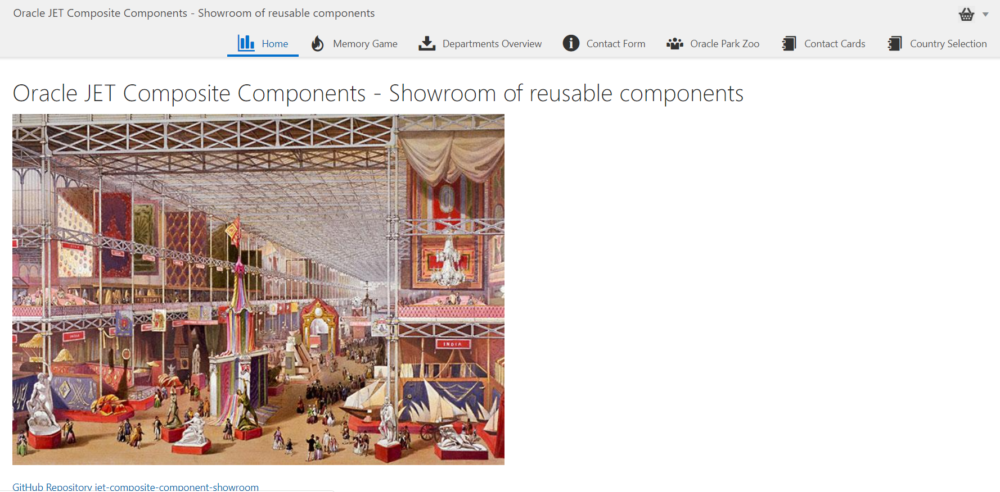 Oracle JET Composite Components - Showroom of reusable components
Home Memory Game Departments Overview Contact Form Oracle Park Zoo Contact Cards Country Selection
Oracle JET Composite Components - Showroom of reusable components
INDIA
INDIA
GitHub Repository jet-composite-component-showroom